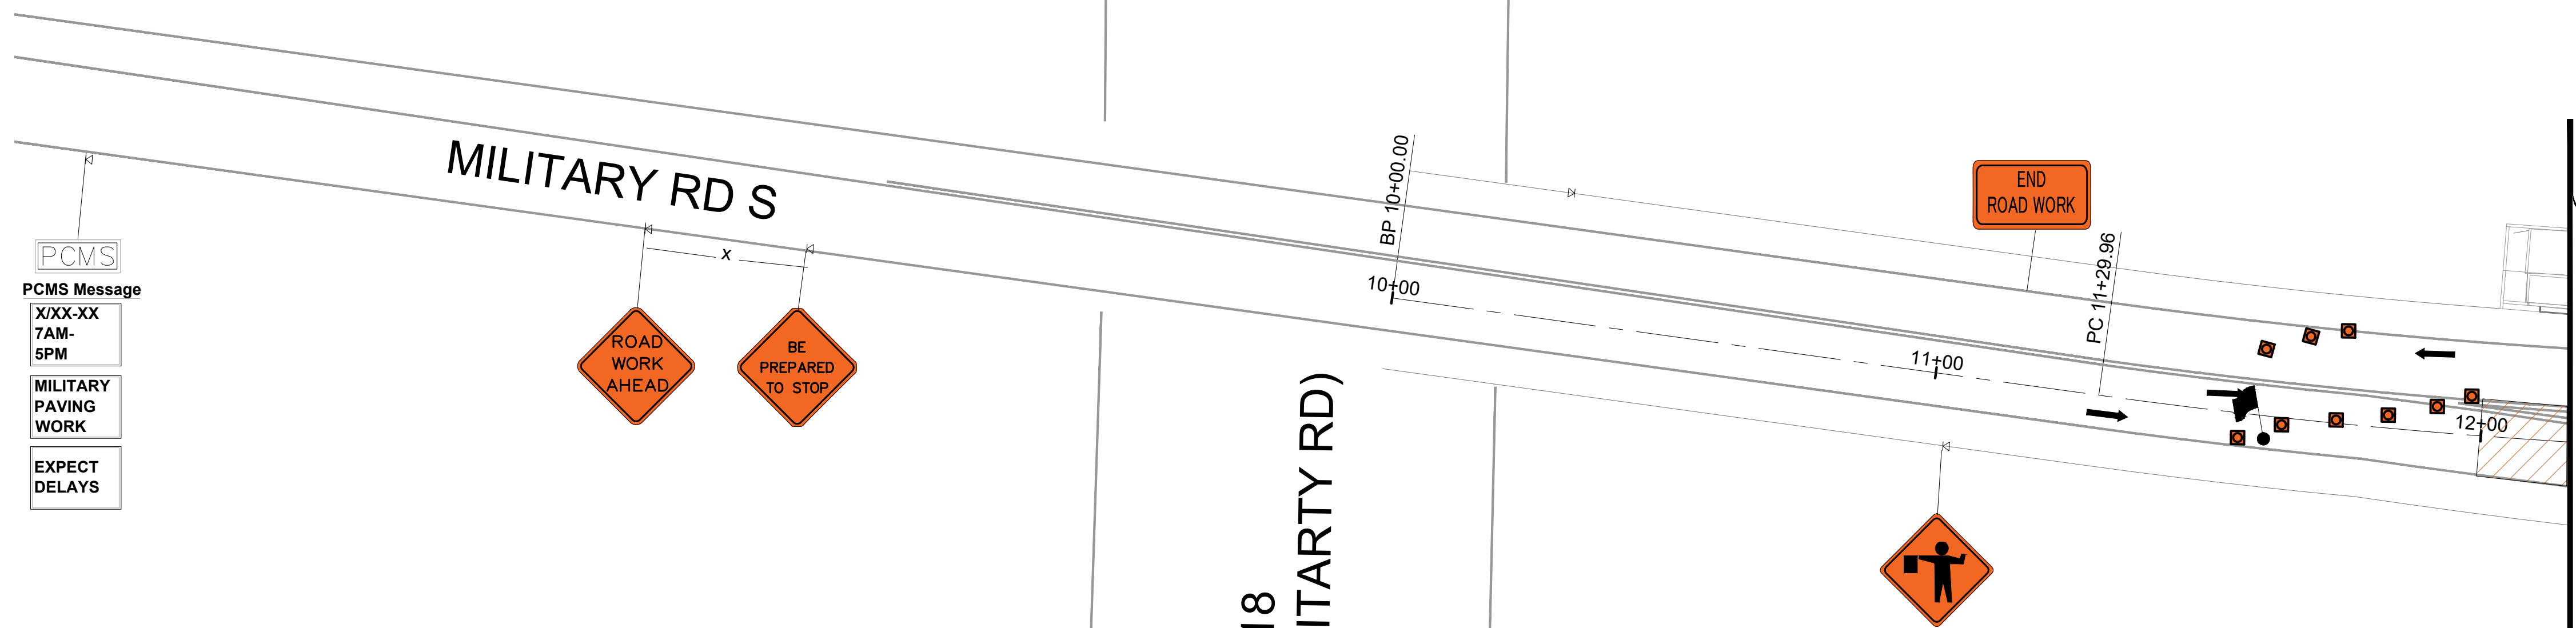 MILITARY RD S
PCMS
PCMS Message
X/XX-XX
7AM-
5PM
MILITARY
PAVING
WORK
EXPECT
DELAYS
x
ROAD
WORK
AHEAD
BE
PREPARED
TO STOP
BP 10+00.00
10+00
ITARTY RD)
END
ROAD WORK
PC 11+29.96
11+00
12+00